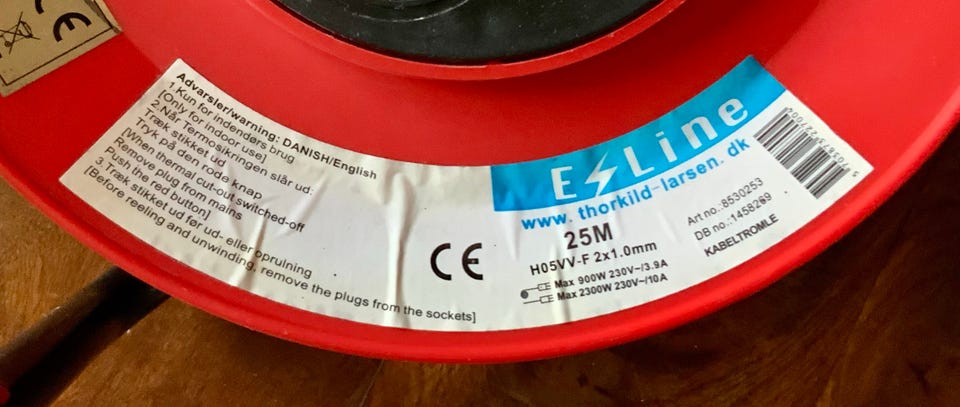 CE
Advarsler/warning: DANISH/English
1.Kun for indendørs brug
[Only for indoor use]
2.Når Termosikringen slår ud:
Træk stikket ud
Tryk på den rode knap
[When thermal cut-out switched-off
Remove plug from mains
Push the red button]
3.Træk stikket ud før ud- eller oprulning
[Before reeling and unwinding, remove the plugs from the sockets]
CE
E Line
www.thorkild-larsen.dk
25M
H05VV-F 2x1.0mm
Max 900W 230V~/3.9A
Max 2300W 230V~/10A
Art no.:8530253
DB no.:1458269
KABELTROMLE